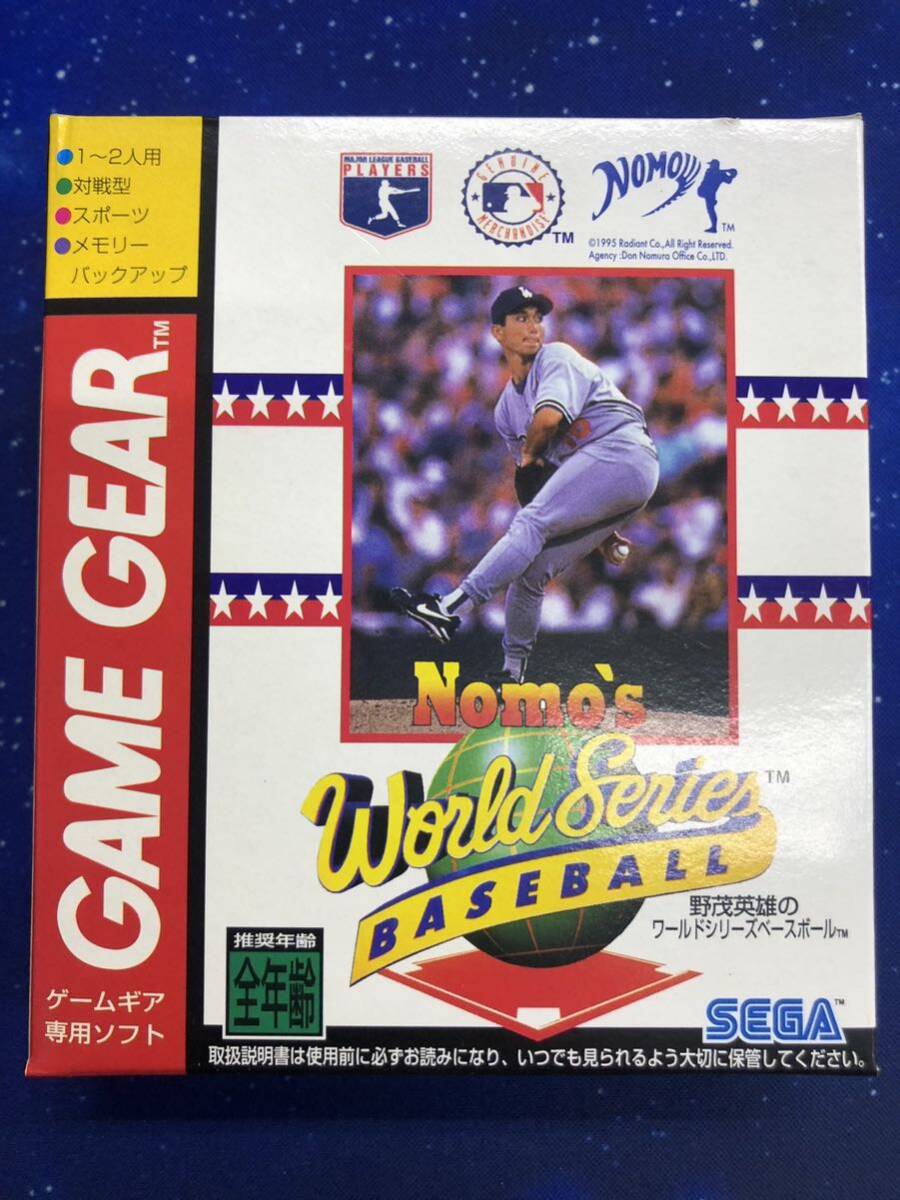 ●1〜2人用
●対戦型
●スポーツ
●メモリー
バックアップ
GAME GEAR™
ゲームギア
専用ソフト
MAJOR LEAGUE BASEBALL
PLAYERS
GENUINE
MERCHANDISE
TM
NOMO
TM
©1995 Radiant Co.,All Right Reserved.
Agency :Don Nomura Office Co.,LTD.
Nomo's
World Series™
BASEBALL
野茂英雄の
ワールドシリーズベースボール™
推奨年齢
全年齢
SEGA™
取扱説明書は使用前に必ずお読みになり、いつでも見られるよう大切に保管してください。